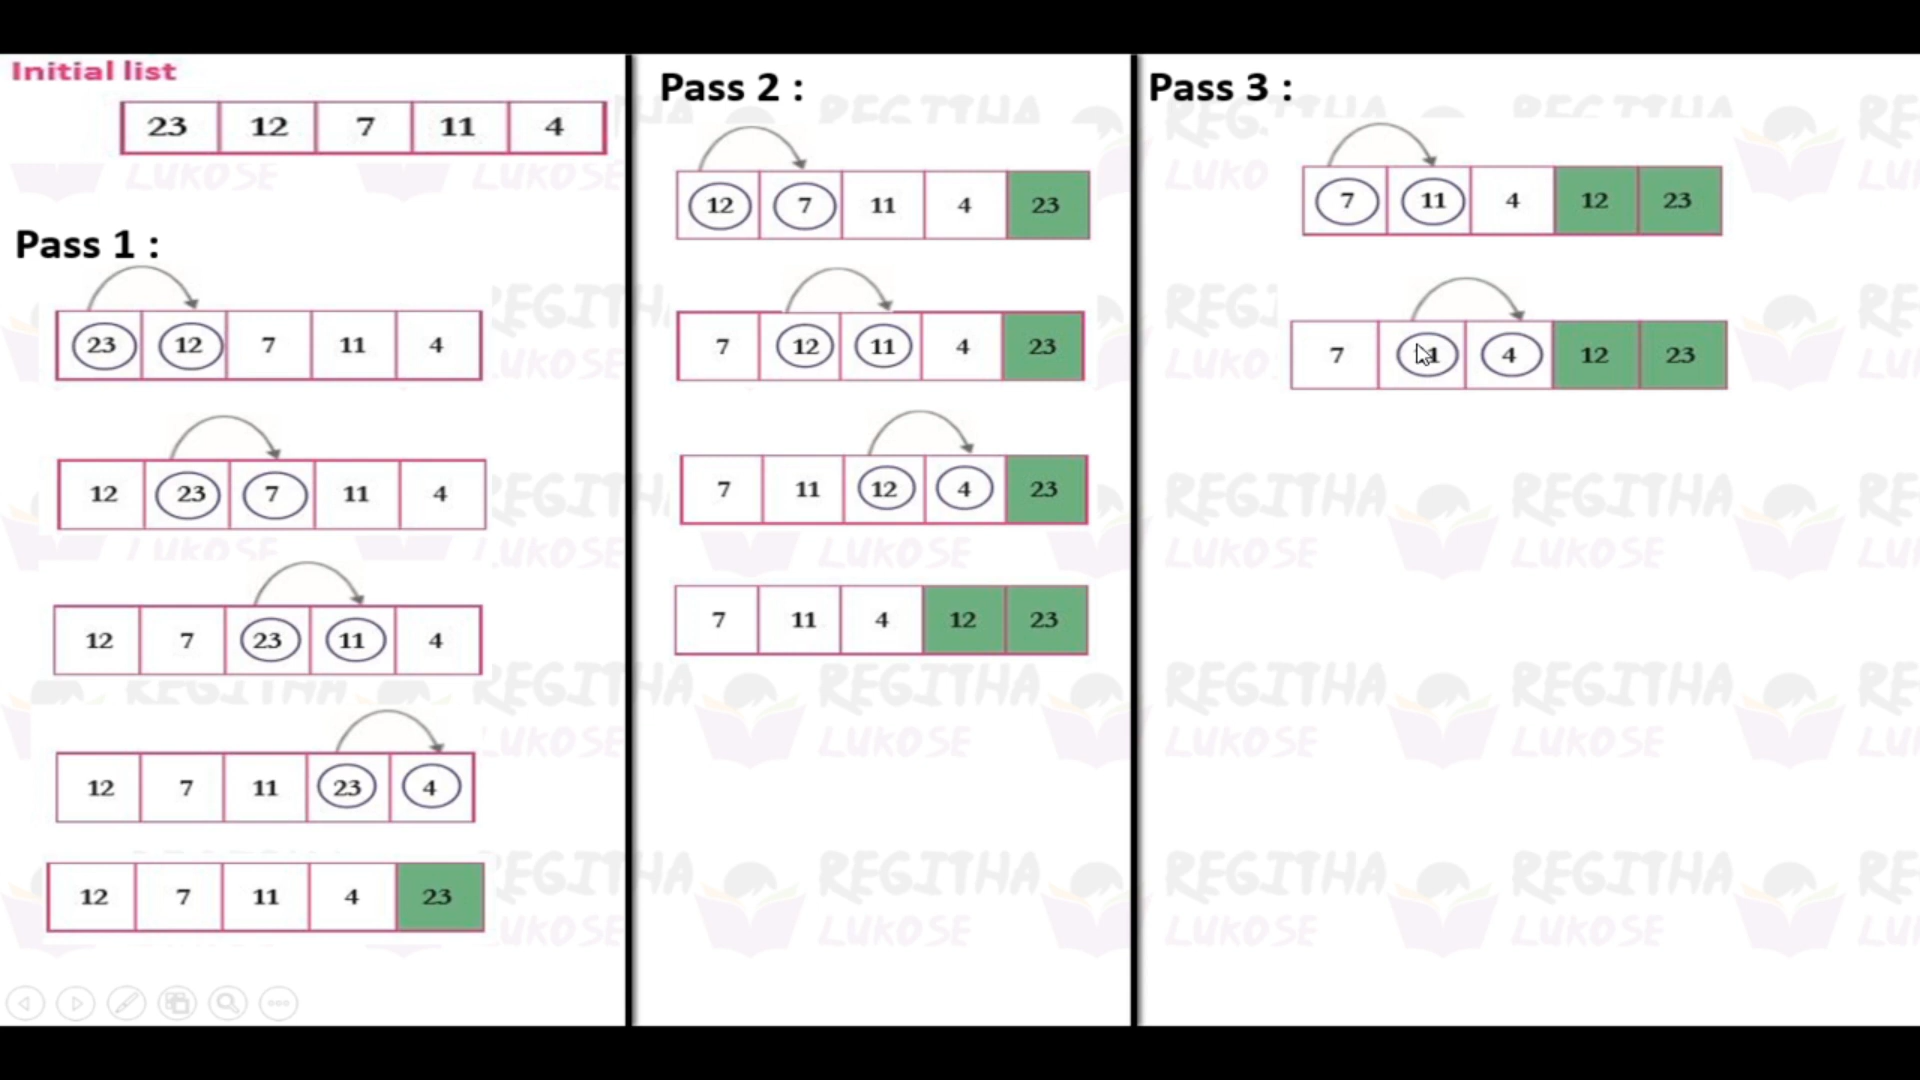 Initial list
23 12 7 11 4
Pass 1 :
23 12 7 11 4
12 23 7 11 4
12 7 23 11 4
12 7 11 23 4
12 7 11 4 23
Pass 2 :
12 7 11 4 23
7 12 11 4 23
7 11 12 4 23
7 11 4 12 23
Pass 3 :
7 11 4 12 23
7 11 4 12 23
REGITHA
LUKOSE